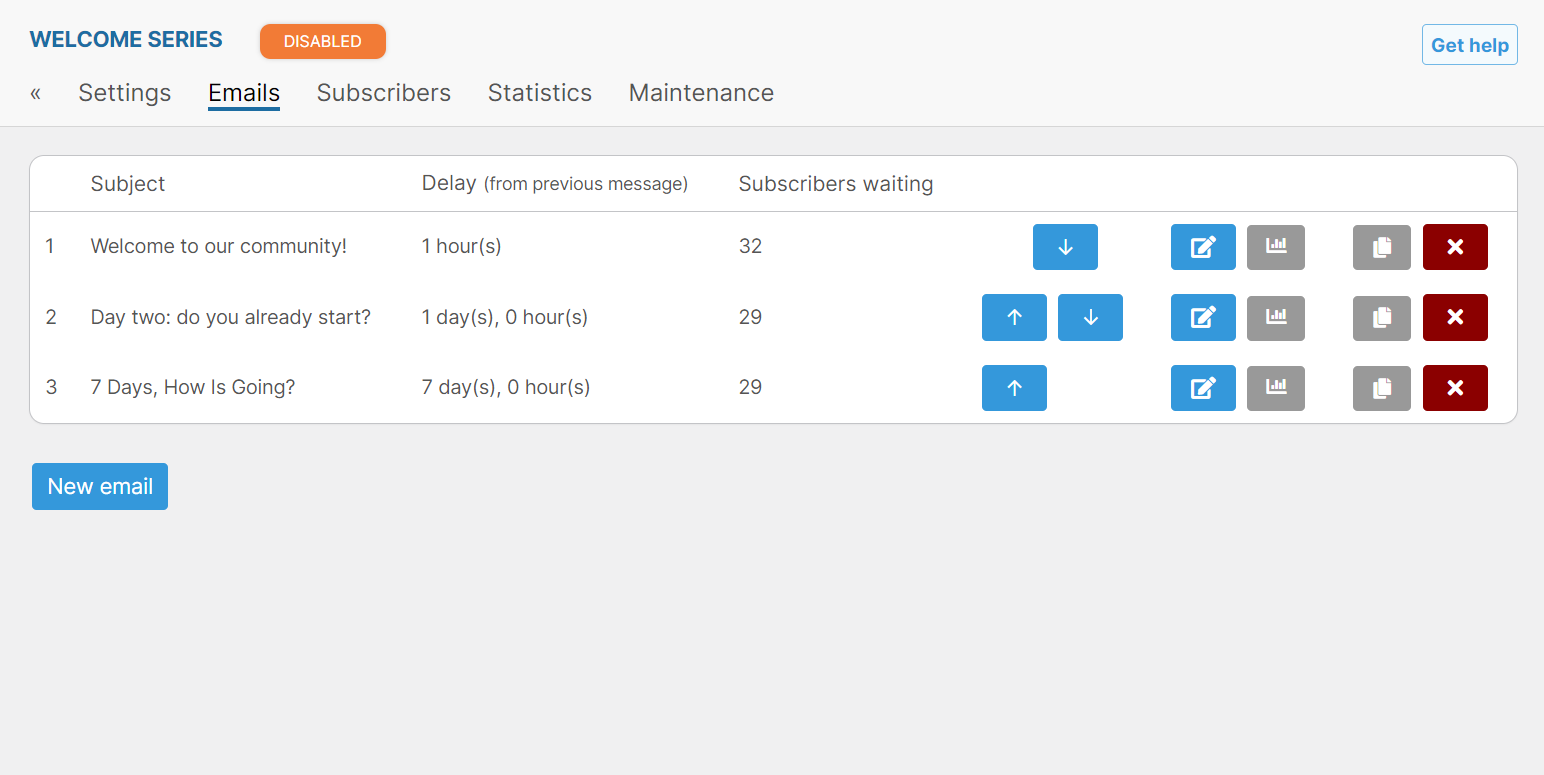 WELCOME SERIES DISABLED Get help
« Settings Emails Subscribers Statistics Maintenance
Subject Delay (from previous message) Subscribers waiting
1 Welcome to our community! 1 hour(s) 32
2 Day two: do you already start? 1 day(s), 0 hour(s) 29
3 7 Days, How Is Going? 7 day(s), 0 hour(s) 29
New email